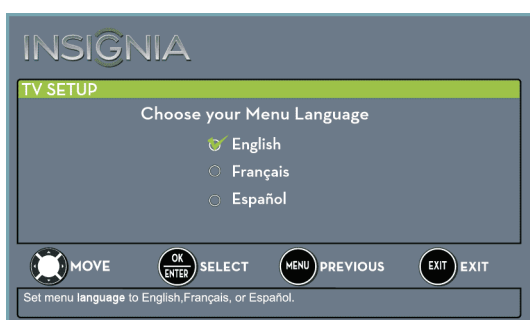 INSIGNIA
TV SETUP
Choose your Menu Language
English
Français
Español
MOVE OK ENTER SELECT MENU PREVIOUS EXIT EXIT
Set menu language to English,Français, or Español.